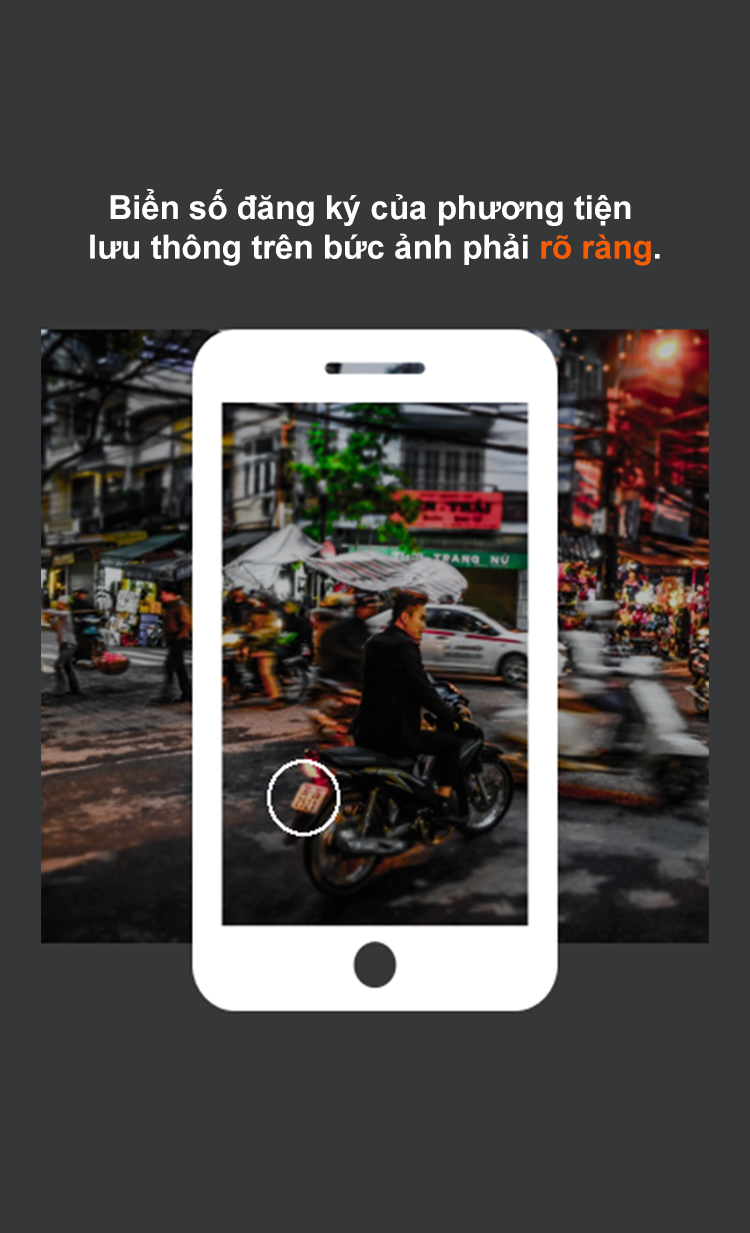 Biển số đăng ký của phương tiện
lưu thông trên bức ảnh phải rõ ràng.
TRANG NỮ